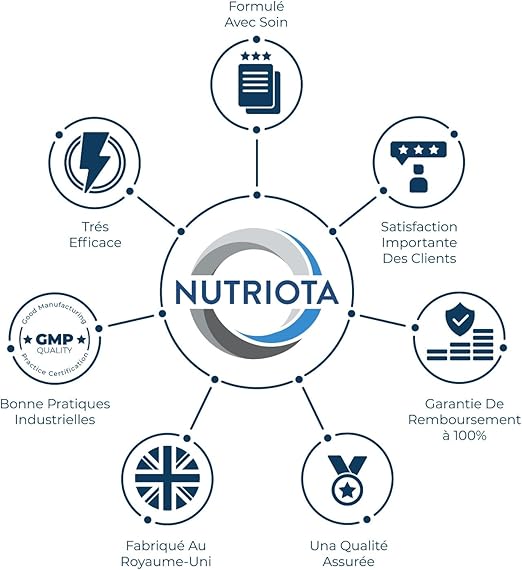 Formulé
Avec Soin
Trés
Efficace
Satisfaction
Importante
Des Clients
NUTRIOTA
Good Manufacturing
GMP
QUALITY
Practice Certification
Bonne Pratiques
Industrielles
Garantie De
Remboursement
à 100%
Fabriqué Au
Royaume-Uni
Una Qualité
Assurée